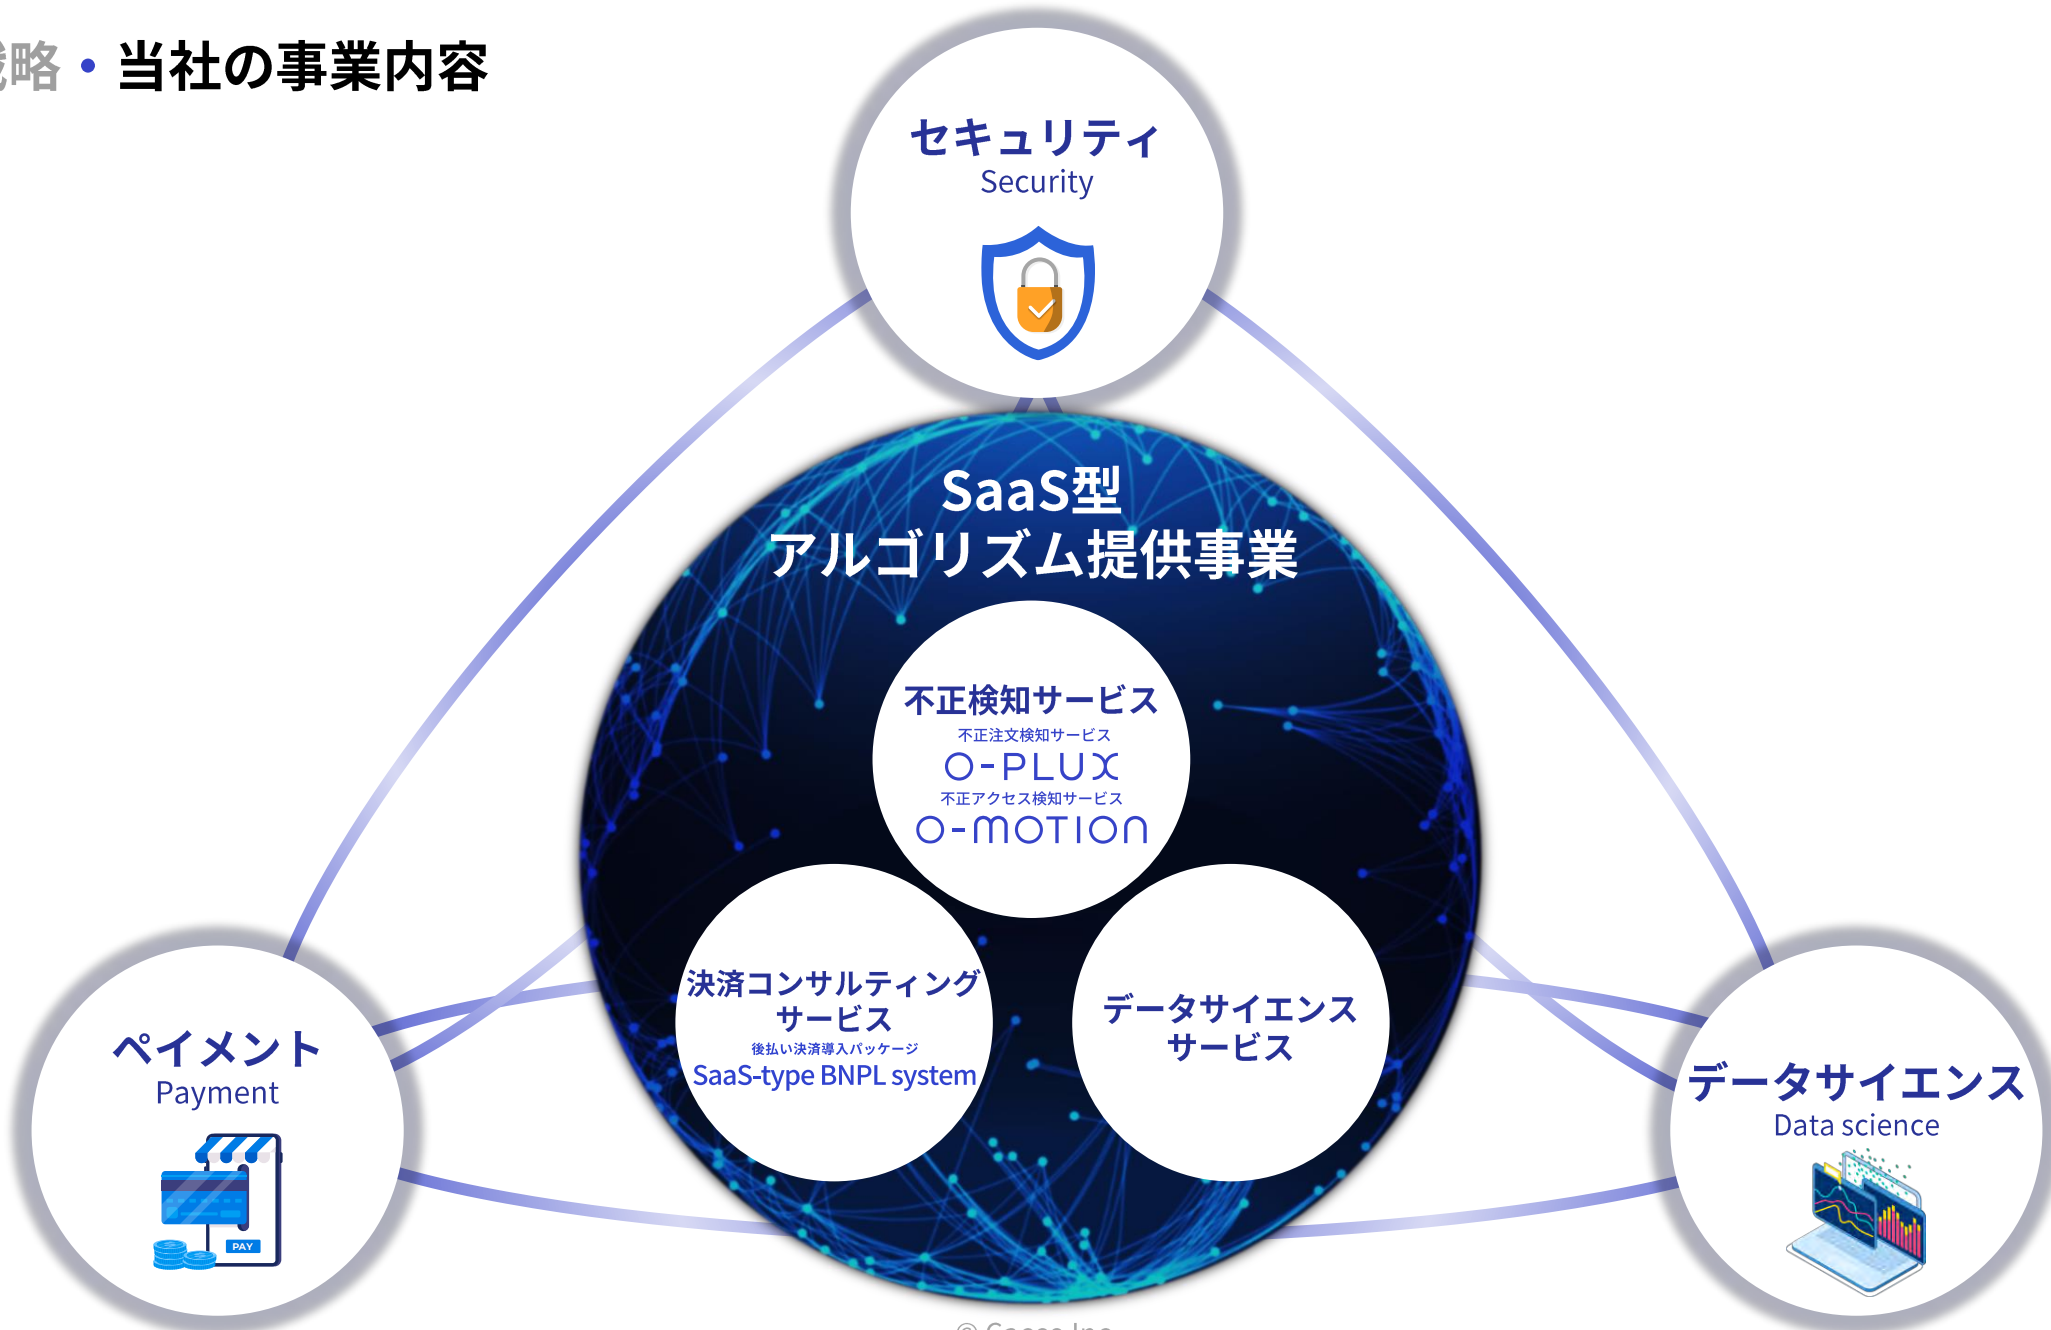 略・当社の事業内容
セキュリティ
Security
SaaS型
アルゴリズム提供事業
不正検知サービス
不正注文検知サービス
O-PLUX
不正アクセス検知サービス
O-MOTION
決済コンサルティング
サービス
後払い決済導入パッケージ
SaaS-type BNPL system
データサイエンス
サービス
ペイメント
Payment
PAY
データサイエンス
Data science